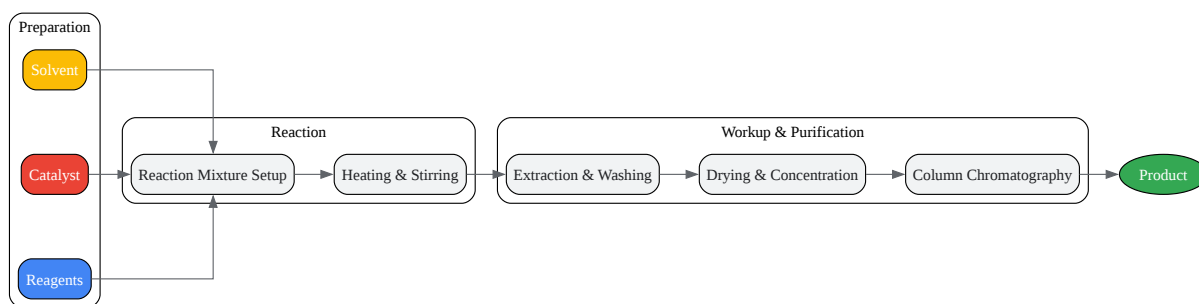 Preparation
Solvent
Catalyst
Reagents
Reaction
Reaction Mixture Setup
Heating & Stirring
Workup & Purification
Extraction & Washing
Drying & Concentration
Column Chromatography
Product